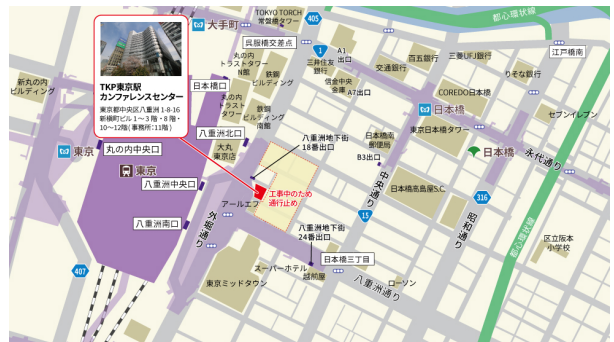 TKP東京駅
カンファレンスセンター
東京都中央区八重洲 1-8-16
新槇町ビル 1〜3 階・8 階・
10〜12階( 事務所:11階 )
大手町
TOKYO TORCH
常盤橋タワー
405
都心環状線
呉服橋交差点
1
江戸橋南
丸の内
トラストタワー
N館
鉄鋼
ビルディング
三井住友
銀行
A1
出口
信金中央
金庫
A7出口
交通銀行
百五銀行
三菱UFJ銀行
りそな銀行
新丸の内
ビルディング
日本橋口
丸の内
トラスト
タワー
鉄鋼
ビルディング
南館
COREDO日本橋
日本橋
セブンイレブン
八重洲北口
大丸
東京店
八重洲地下街
18番出口
日本橋南
郵便局
B3出口
東京日本橋タワー
日本橋
永代通り
東京
丸の内中央口
東京
八重洲中央口
工事中のため
通行止め
中央通り
日本橋高島屋S.C.
316
八重洲南口
アールエフ
外堀通り
15
昭和通り
八重洲地下街
24番出口
都心環状線
区立阪本
小学校
407
スーパーホテル
越前屋
日本橋三丁目
東京ミッドタウン
八重洲通り
ローソン